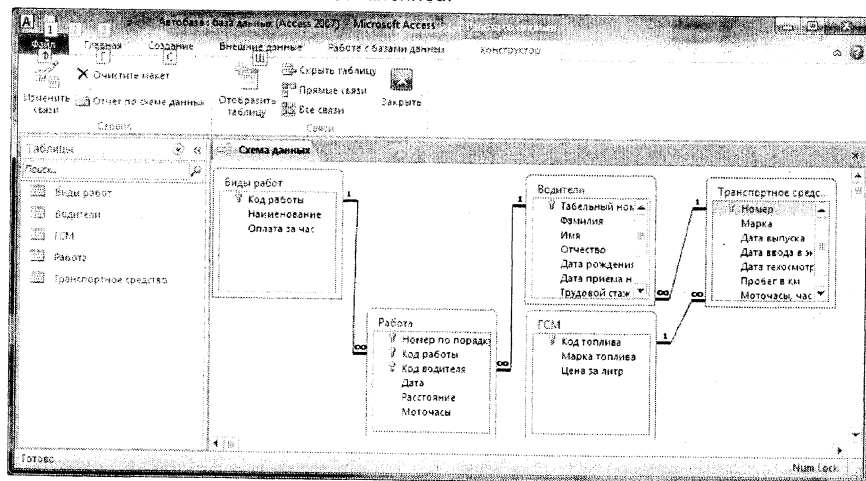 Автобаза : база данных (Access 2007) - Microsoft Access
Файл Главная Создание Внешние данные Работа с базами данных Конструктор
Изменить связи
Очистить макет
Отчет по схеме данных
Сервис
Отобразить таблицу
Скрыть таблицу
Прямые связи
Все связи
Связи
Закрыть
Таблицы
Поиск...
Виды работ
Водители
ГСМ
Работа
Транспортное средство
Схема данных
Виды работ
Код работы
Наименование
Оплата за час
1
∞
Работа
Номер по порядку
Код работы
Код водителя
Дата
Расстояние
Моточасы
∞
1
Водители
Табельный ном
Фамилия
Имя
Отчество
Дата рождения
Дата приема н
Трудовой стаж
∞
1
ГСМ
Код топлива
Марка топлива
Цена за литр
1
∞
Транспортное средс...
Номер
Марка
Дата выпуска
Дата ввода в э
Дата техосмотр
Пробег в км
Моточасы, час
Готово
Num Lock